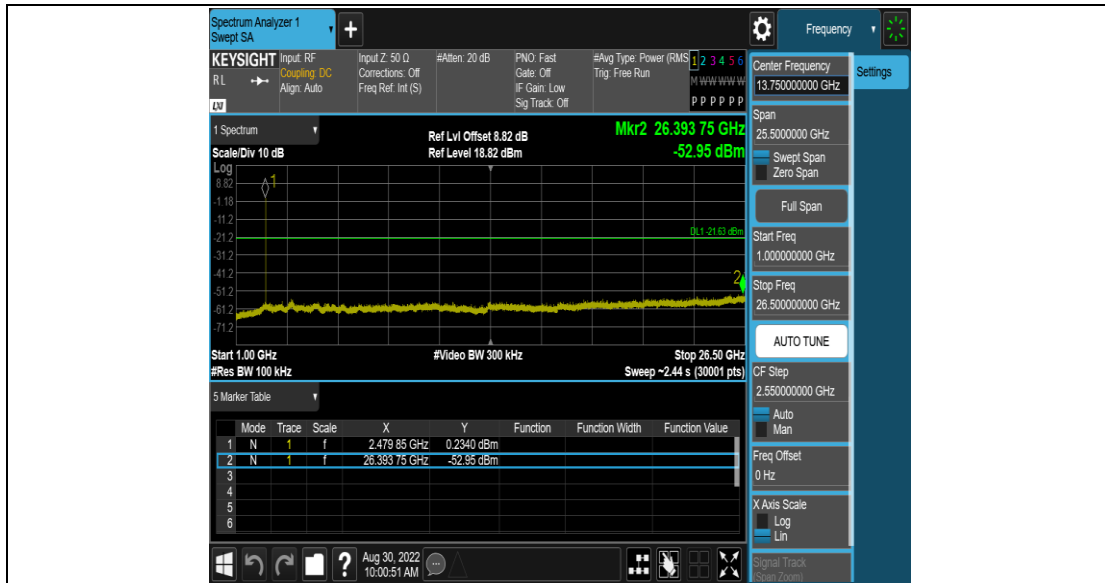 Spectrum Analyzer 1
Swept SA
+
Frequency
KEYSIGHT
RL
LXI
Input: RF
Coupling: DC
Align: Auto
Input Z: 50 Ω
Corrections: Off
Freq Ref: Int (S)
#Atten: 20 dB
PNO: Fast
Gate: Off
IF Gain: Low
Sig Track: Off
#Avg Type: Power (RMS
Trig: Free Run
1 2 3 4 5 6
M W W W W W
P P P P P P
1 Spectrum
Scale/Div 10 dB
Ref Lvl Offset 8.82 dB
Ref Level 18.82 dBm
Mkr2 26.393 75 GHz
-52.95 dBm
Log
8.82
-1.18
-11.2
-21.2
-31.2
-41.2
-51.2
-61.2
-71.2
1
DL1 -21.63 dBm
2
Start 1.00 GHz
#Video BW 300 kHz
Stop 26.50 GHz
#Res BW 100 kHz
Sweep ~2.44 s (30001 pts)
5 Marker Table
Mode Trace Scale X Y Function Function Width Function Value
1 N 1 f 2.479 85 GHz 0.2340 dBm
2 N 1 f 26.393 75 GHz -52.95 dBm
3
4
5
6
?
Aug 30, 2022
10:00:51 AM
Center Frequency
13.750000000 GHz
Settings
Span
25.5000000 GHz
Swept Span
Zero Span
Full Span
Start Freq
1.000000000 GHz
Stop Freq
26.500000000 GHz
AUTO TUNE
CF Step
2.550000000 GHz
Auto
Man
Freq Offset
0 Hz
X Axis Scale
Log
Lin
Signal Track
(Span Zoom)